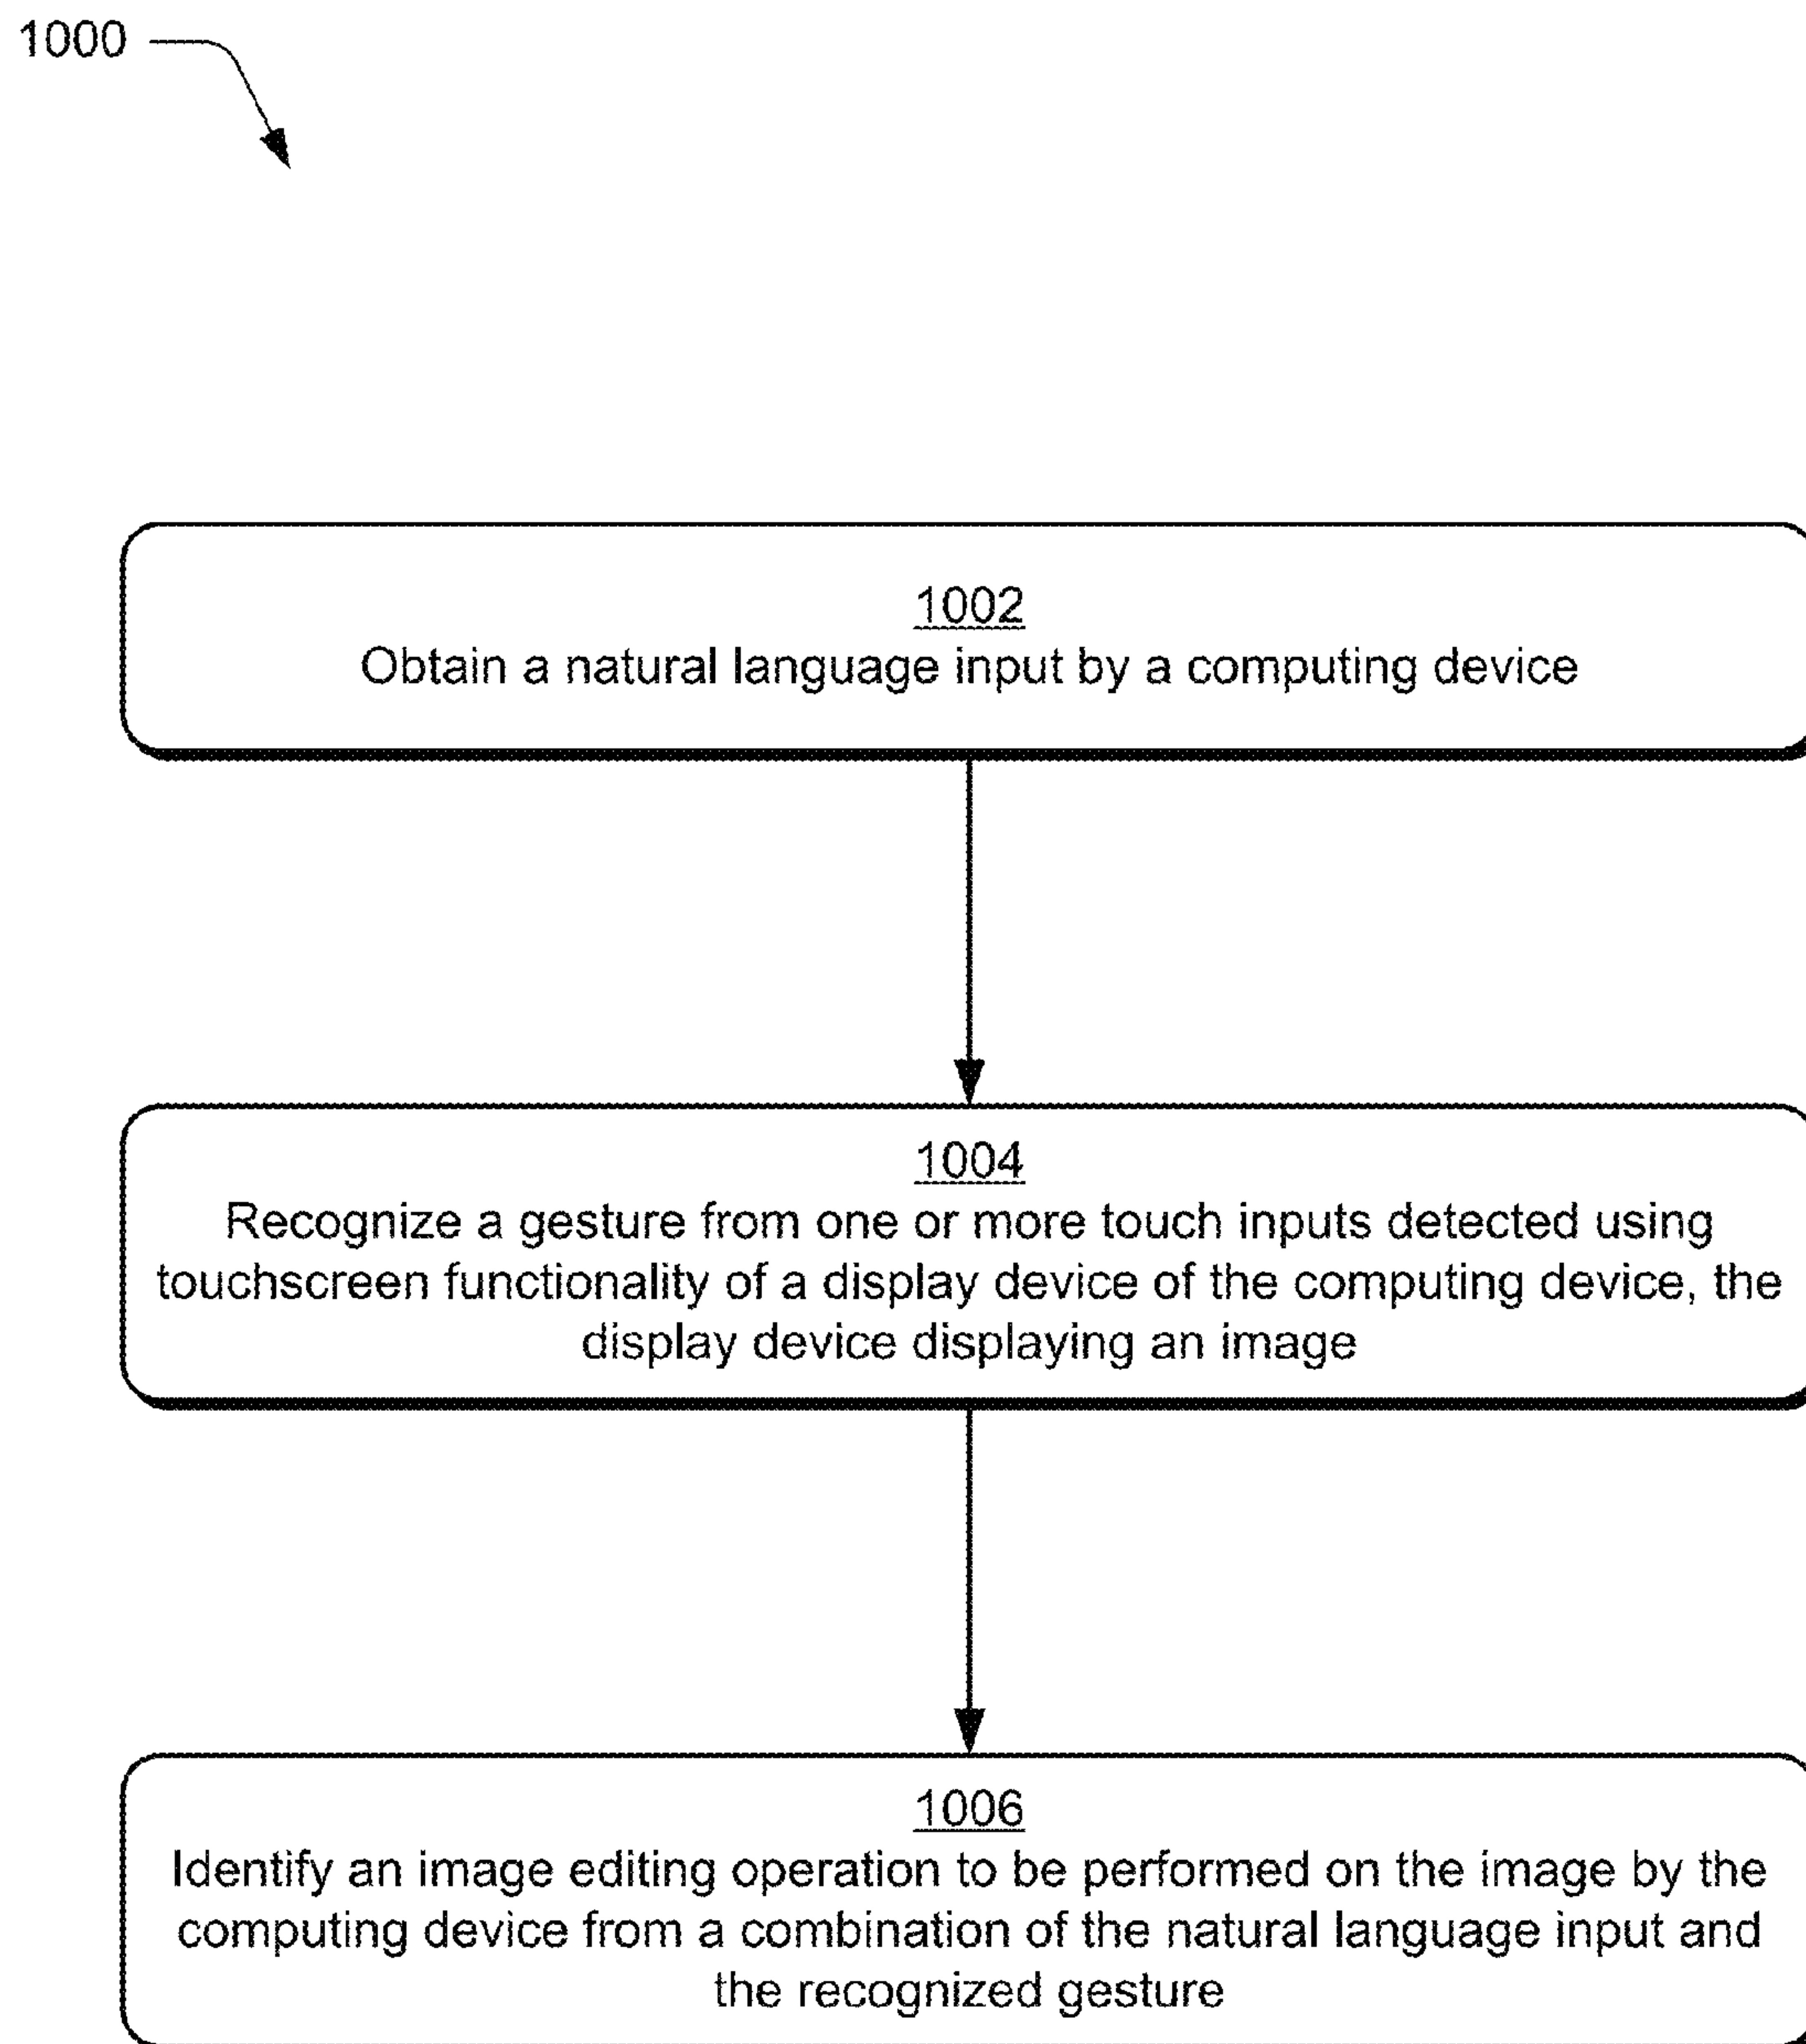 1000
1002
Obtain a natural language input by a computing device
1004
Recognize a gesture from one or more touch inputs detected using
touchscreen functionality of a display device of the computing device, the
display device displaying an image
1006
Identify an image editing operation to be performed on the image by the
computing device from a combination of the natural language input and
the recognized gesture